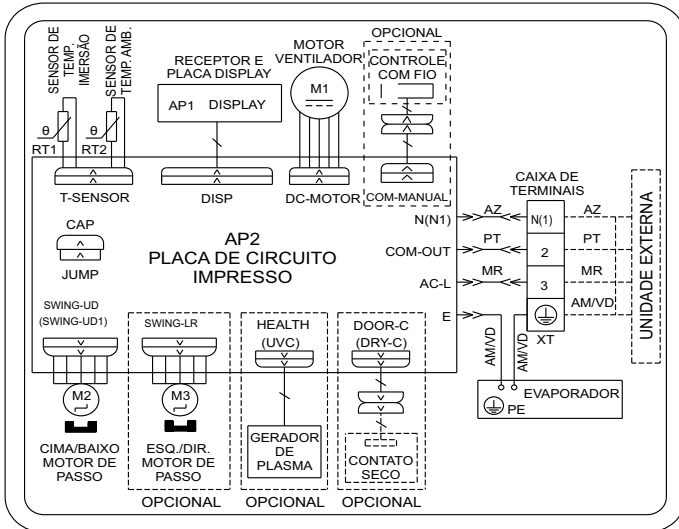 SENSOR DE
TEMP.
IMERSÃO
SENSOR DE
TEMP. AMB.
RECEPTOR E
PLACA DISPLAY
AP1 DISPLAY
MOTOR
VENTILADOR
M1
OPCIONAL
CONTROLE
COM FIO
θ
RT1
θ
RT2
T-SENSOR
DISP
DC-MOTOR
COM-MANUAL
CAP
JUMP
AP2
PLACA DE CIRCUITO
IMPRESSO
N(N1)
COM-OUT
AC-L
E
AZ
PT
MR
CAIXA DE
TERMINAIS
N(1)
2
3
XT
AZ
PT
MR
AM/VD
UNIDADE EXTERNA
AM/VD
AM/VD
EVAPORADOR
PE
SWING-UD
(SWING-UD1)
M2
CIMA/BAIXO
MOTOR DE
PASSO
SWING-LR
M3
ESQ./DIR.
MOTOR DE
PASSO
OPCIONAL
HEALTH
(UVC)
GERADOR
DE
PLASMA
OPCIONAL
DOOR-C
(DRY-C)
CONTATO
SECO
OPCIONAL